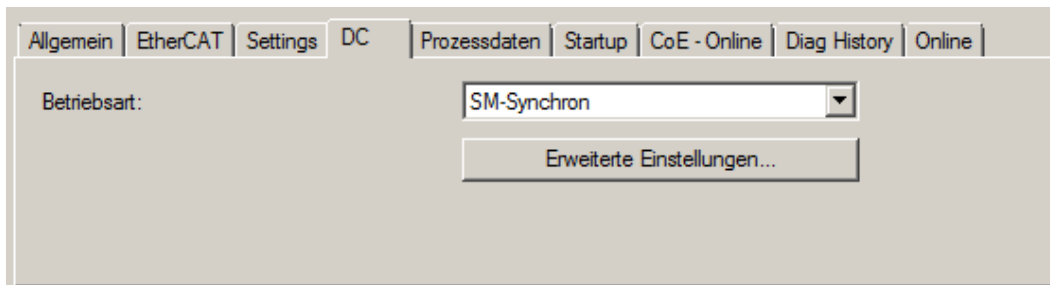 Allgemein EtherCAT Settings DC Prozessdaten Startup CoE - Online Diag History Online
Betriebsart: SM-Synchron
Erweiterte Einstellungen...